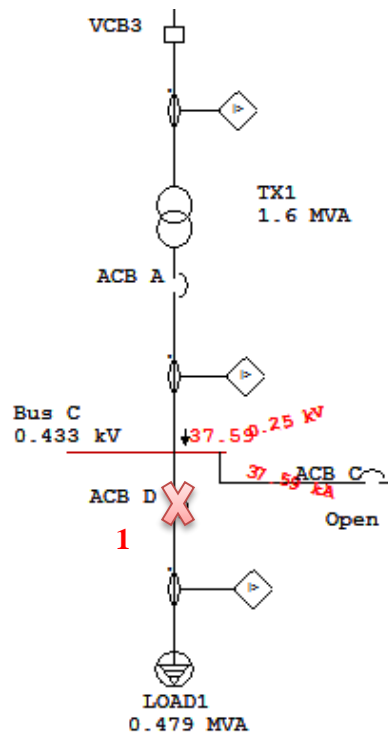 VCB3
I>
TX1
1.6 MVA
ACB A
I>
Bus C
0.433 kV
37.59
0.25 kV
ACB D
37.59 kA
ACB C
Open
1
I>
LOAD1
0.479 MVA